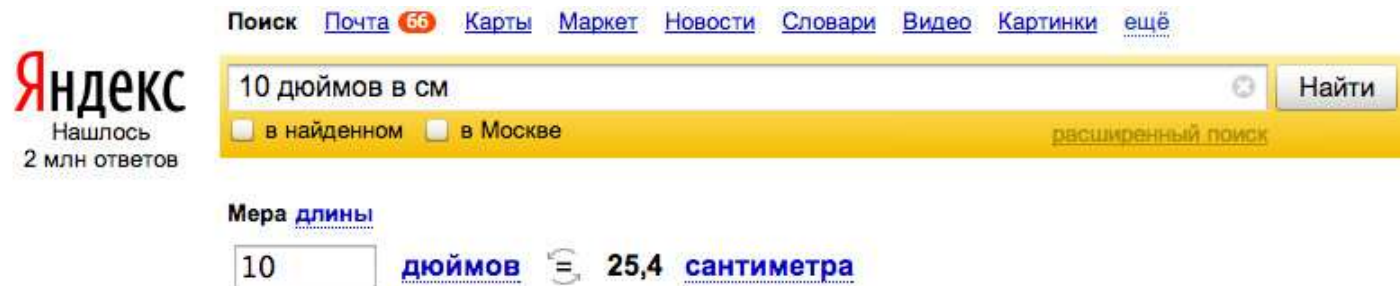 Поиск Почта 66 Карты Маркет Новости Словари Видео Картинки ещё
Яндекс
10 дюймов в см
Найти
в найденном в Москве
расширенный поиск
Нашлось
2 млн ответов
Мера длины
10 дюймов = 25,4 сантиметра